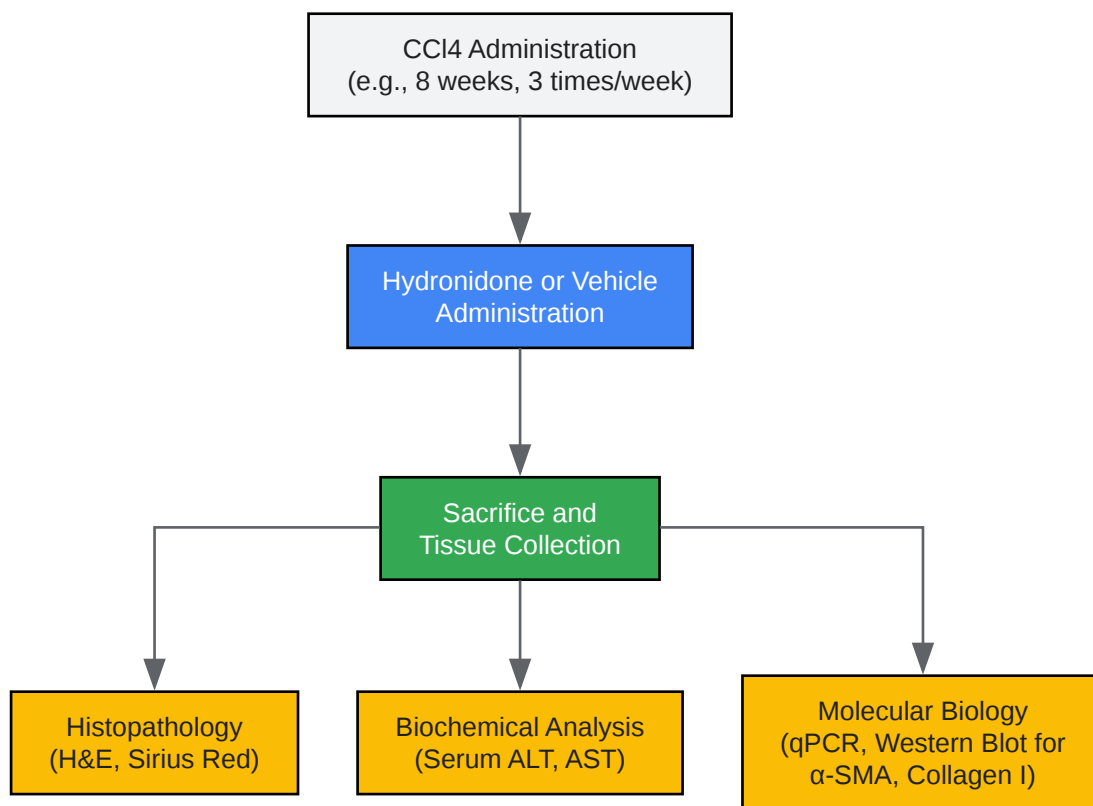 CCl4 Administration
(e.g., 8 weeks, 3 times/week)
Hydronidone or Vehicle
Administration
Sacrifice and
Tissue Collection
Histopathology
(H&E, Sirius Red)
Biochemical Analysis
(Serum ALT, AST)
Molecular Biology
(qPCR, Western Blot for
α-SMA, Collagen I)